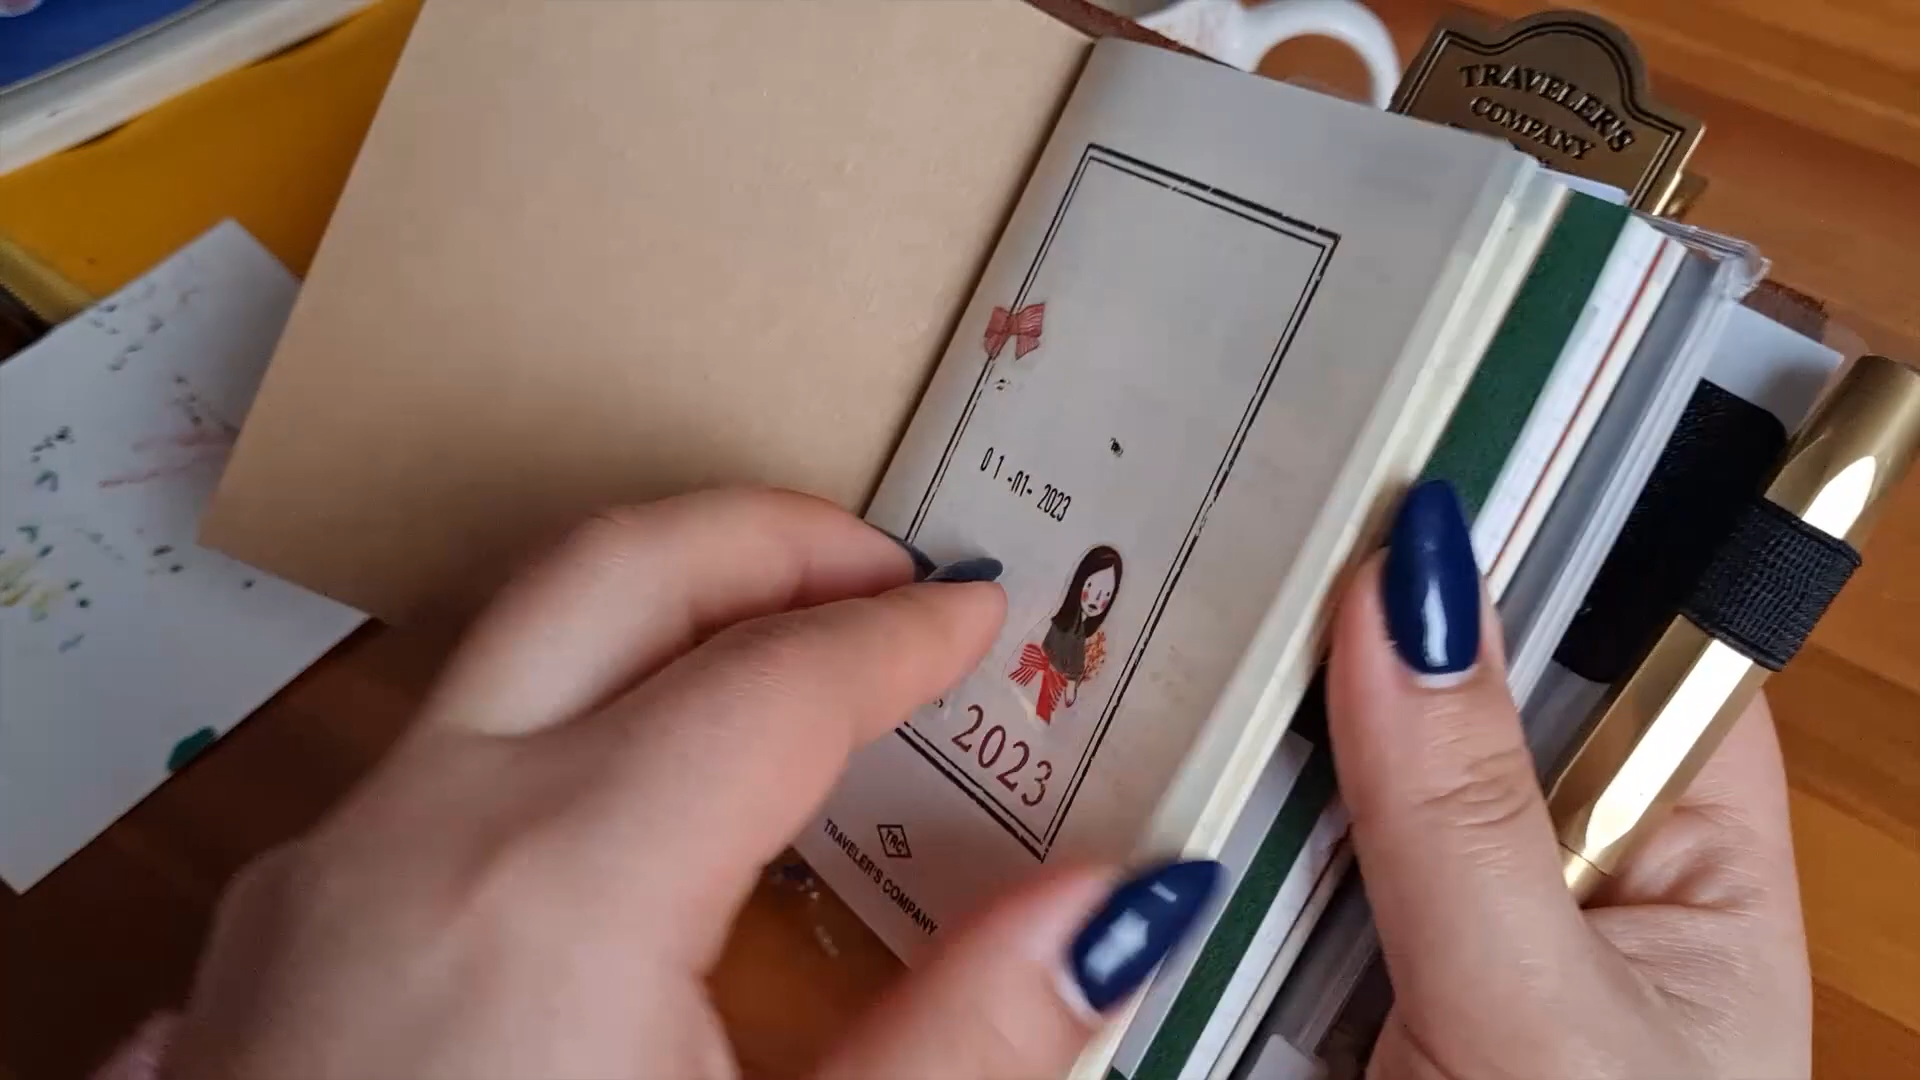 TRAVELER'S
COMPANY
01-01-2023
2023
TRC
TRAVELER'S COMPANY